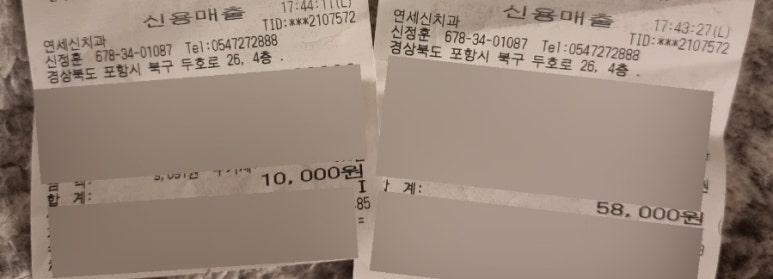 신용매출
17:44:11(L)
연세신치과
TID:***2107572
신정훈 678-34-01087 Tel:0547272888
경상북도 포항시 북구 두호로 26, 4층 .
10,000원
합 계:
신용매출
17:43:27(L)
연세신치과
TID:***2107572
신정훈 678-34-01087 Tel:0547272888
경상북도 포항시 북구 두호로 26, 4층 .
계:
58,000원